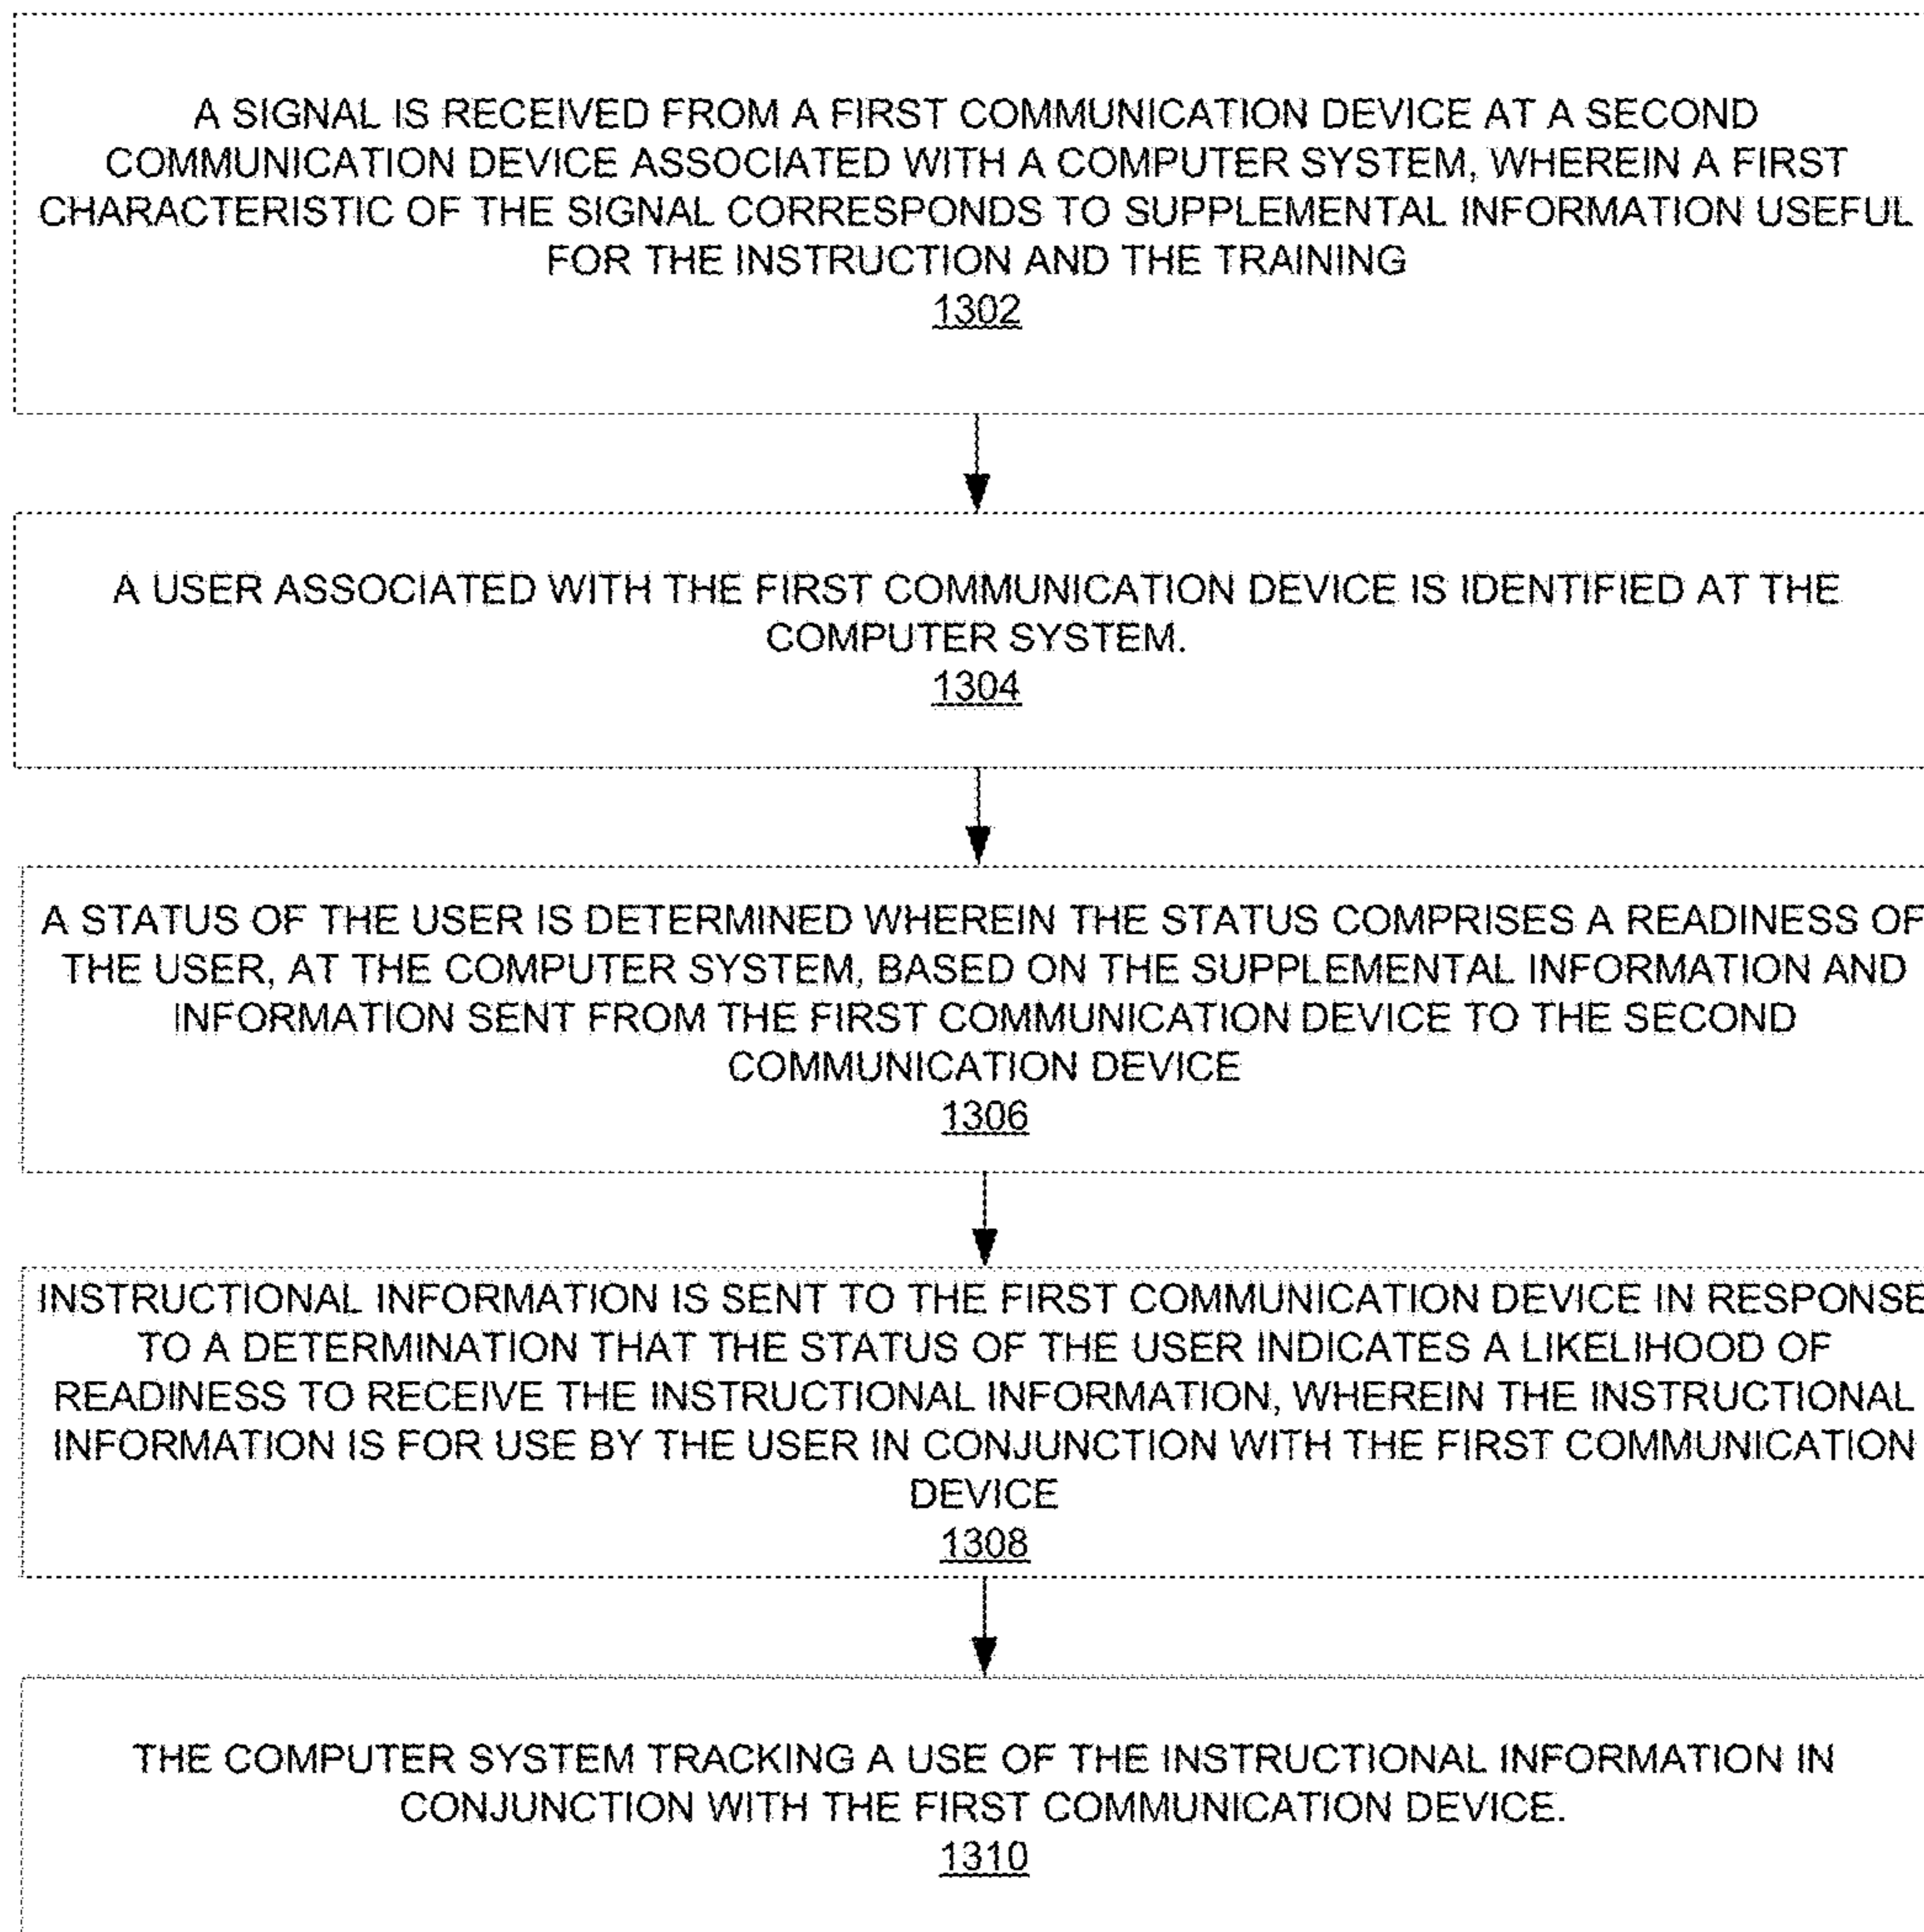 A SIGNAL IS RECEIVED FROM A FIRST COMMUNICATION DEVICE AT A SECOND
COMMUNICATION DEVICE ASSOCIATED WITH A COMPUTER SYSTEM, WHEREIN A FIRST
CHARACTERISTIC OF THE SIGNAL CORRESPONDS TO SUPPLEMENTAL INFORMATION USEFUL
FOR THE INSTRUCTION AND THE TRAINING
1302
A USER ASSOCIATED WITH THE FIRST COMMUNICATION DEVICE IS IDENTIFIED AT THE
COMPUTER SYSTEM.
1304
A STATUS OF THE USER IS DETERMINED WHEREIN THE STATUS COMPRISES A READINESS OF
THE USER, AT THE COMPUTER SYSTEM, BASED ON THE SUPPLEMENTAL INFORMATION AND
INFORMATION SENT FROM THE FIRST COMMUNICATION DEVICE TO THE SECOND
COMMUNICATION DEVICE
1306
INSTRUCTIONAL INFORMATION IS SENT TO THE FIRST COMMUNICATION DEVICE IN RESPONSE
TO A DETERMINATION THAT THE STATUS OF THE USER INDICATES A LIKELIHOOD OF
READINESS TO RECEIVE THE INSTRUCTIONAL INFORMATION, WHEREIN THE INSTRUCTIONAL
INFORMATION IS FOR USE BY THE USER IN CONJUNCTION WITH THE FIRST COMMUNICATION
DEVICE
1308
THE COMPUTER SYSTEM TRACKING A USE OF THE INSTRUCTIONAL INFORMATION IN
CONJUNCTION WITH THE FIRST COMMUNICATION DEVICE.
1310